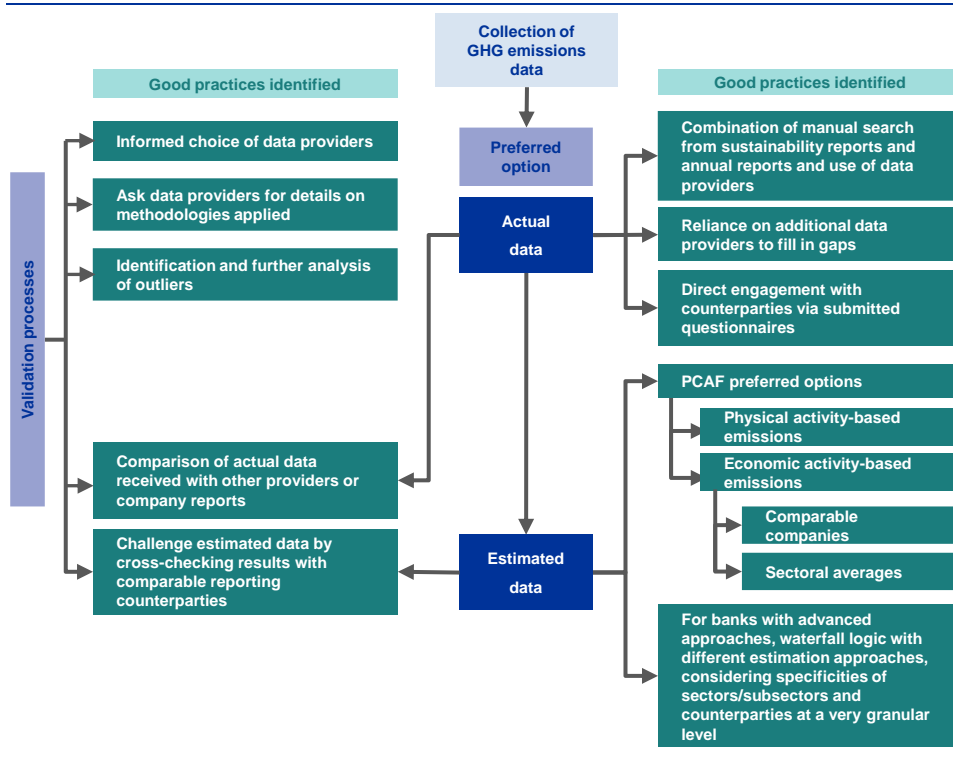 Collection of
GHG emissions
data
Good practices identified
Informed choice of data providers
Ask data providers for details on
methodologies applied
Identification and further analysis
of outliers
Validation processes
Comparison of actual data
received with other providers or
company reports
Challenge estimated data by
cross-checking results with
comparable reporting
counterparties
Preferred
option
Actual
data
Estimated
data
Good practices identified
Combination of manual search
from sustainability reports and
annual reports and use of data
providers
Reliance on additional data
providers to fill in gaps
Direct engagement with
counterparties via submitted
questionnaires
PCAF preferred options
Physical activity-based
emissions
Economic activity-based
emissions
Comparable
companies
Sectoral averages
For banks with advanced
approaches, waterfall logic with
different estimation approaches,
considering specificities of
sectors/subsectors and
counterparties at a very granular
level